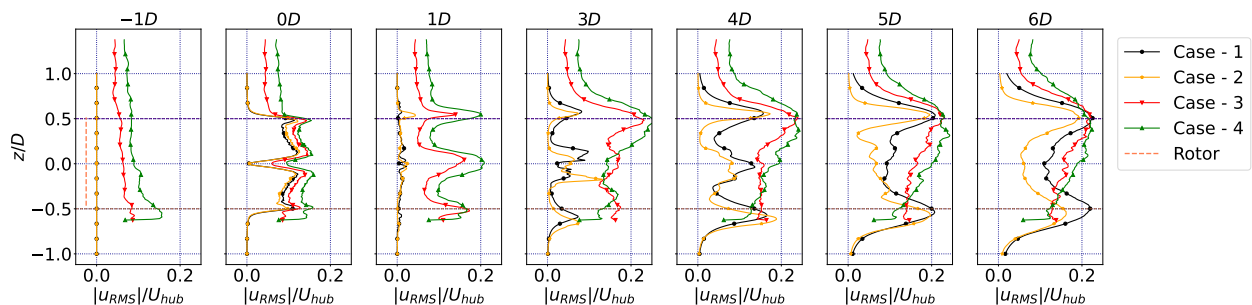 −1D 0D 1D 3D 4D 5D 6D
z/D
1.0
0.5
0.0
−0.5
−1.0
0.0 0.2 0.0 0.2 0.0 0.2 0.0 0.2 0.0 0.2 0.0 0.2 0.0 0.2
|u_RMS|/U_hub |u_RMS|/U_hub |u_RMS|/U_hub |u_RMS|/U_hub |u_RMS|/U_hub |u_RMS|/U_hub |u_RMS|/U_hub
Case - 1
Case - 2
Case - 3
Case - 4
Rotor